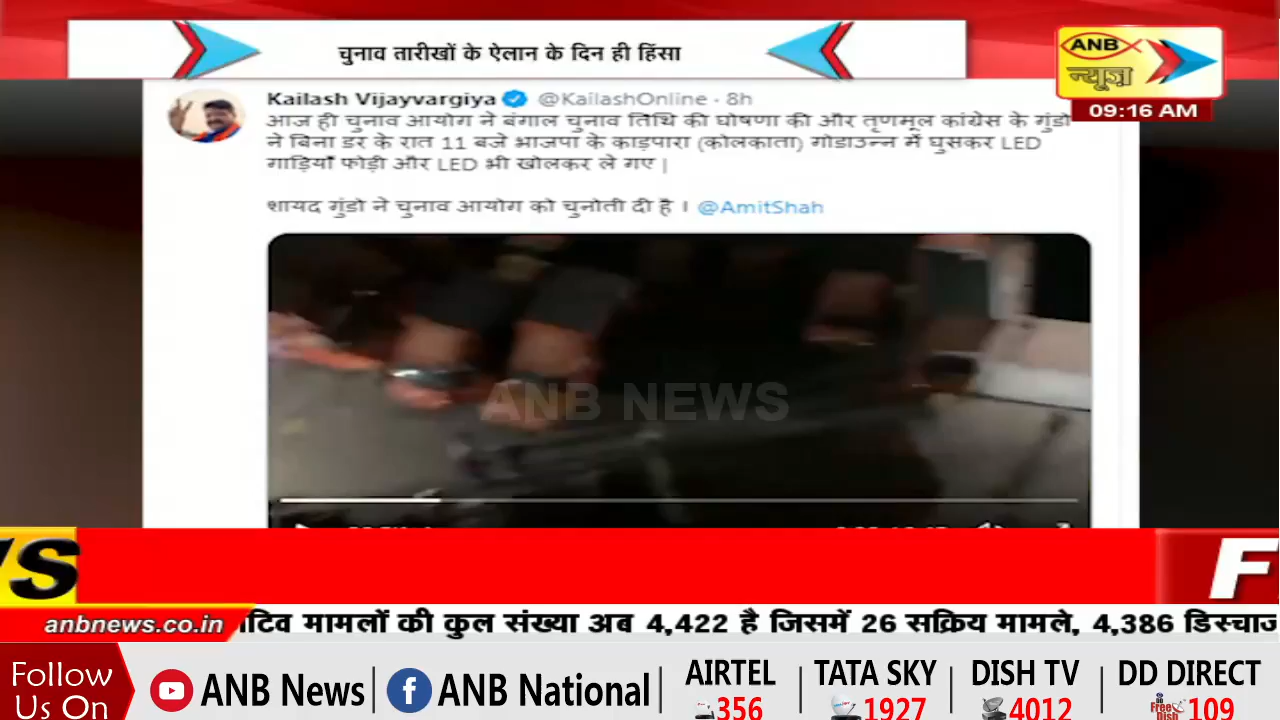 चुनाव तारीखों के ऐलान के दिन ही हिंसा
ANB
न्यूज़
09:16 AM
Kailash Vijayvargiya @KailashOnline · 8h
आज ही चुनाव आयोग ने बंगाल चुनाव तिथि की घोषणा की और तृणमूल कांग्रेस के गुंडो
ने बिना डर के रात 11 बजे भाजपा के काड़पारा (कोलकाता) गोडाउन्न में घुसकर LED
गाड़ियाँ फोड़ी और LED भी खोलकर ले गए |
शायद गुंडो ने चुनाव आयोग को चुनोती दी है । @AmitShah
ANB NEWS
anbnews.co.in
मामलों की कुल संख्या अब 4,422 है जिसमें 26 सक्रिय मामले, 4,386
Follow
Us On
ANB News
ANB National
AIRTEL
356
TATA SKY
1927
DISH TV
4012
DD DIRECT
Free Dish
109